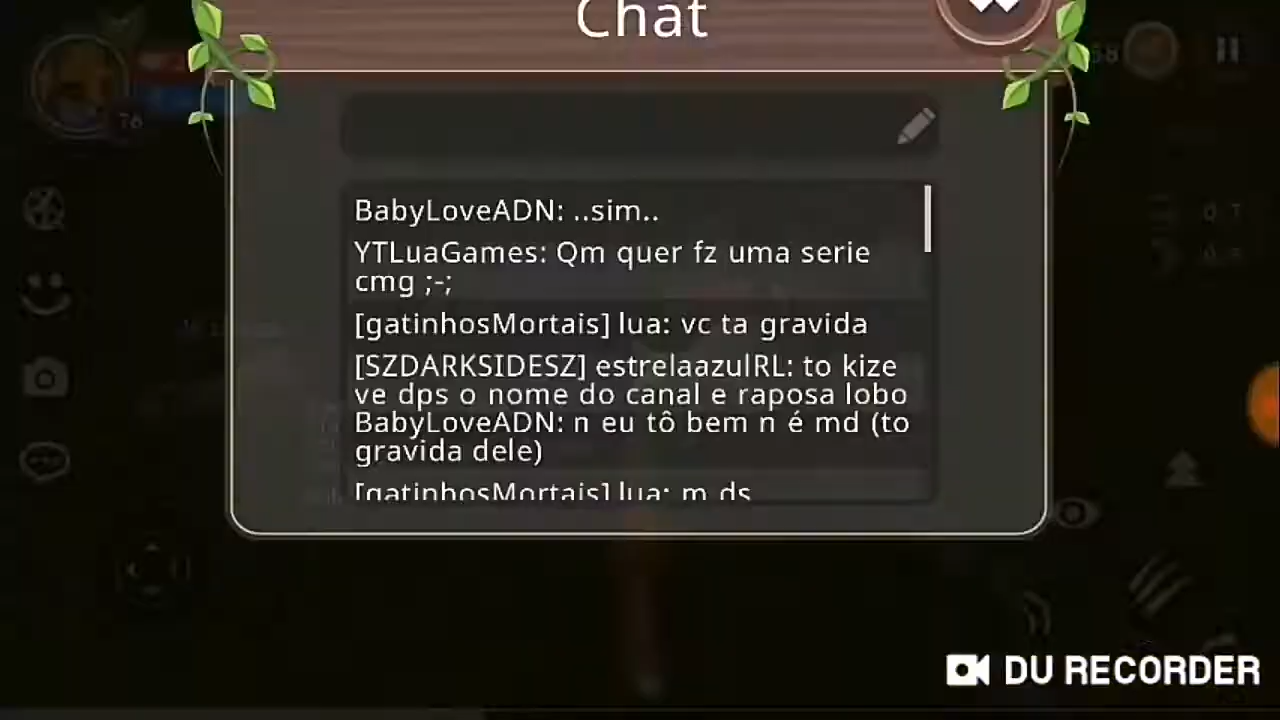 Chat
58
76
BabyLoveADN: ..sim..
YTLuaGames: Qm quer fz uma serie
cmg ;-;
[gatinhosMortais] lua: vc ta gravida
[SZDARKSIDESZ] estrelaazulRL: to kize
ve dps o nome do canal e raposa lobo
BabyLoveADN: n eu tô bem n é md (to
gravida dele)
[gatinhosMortais] lua: m ds
DU RECORDER